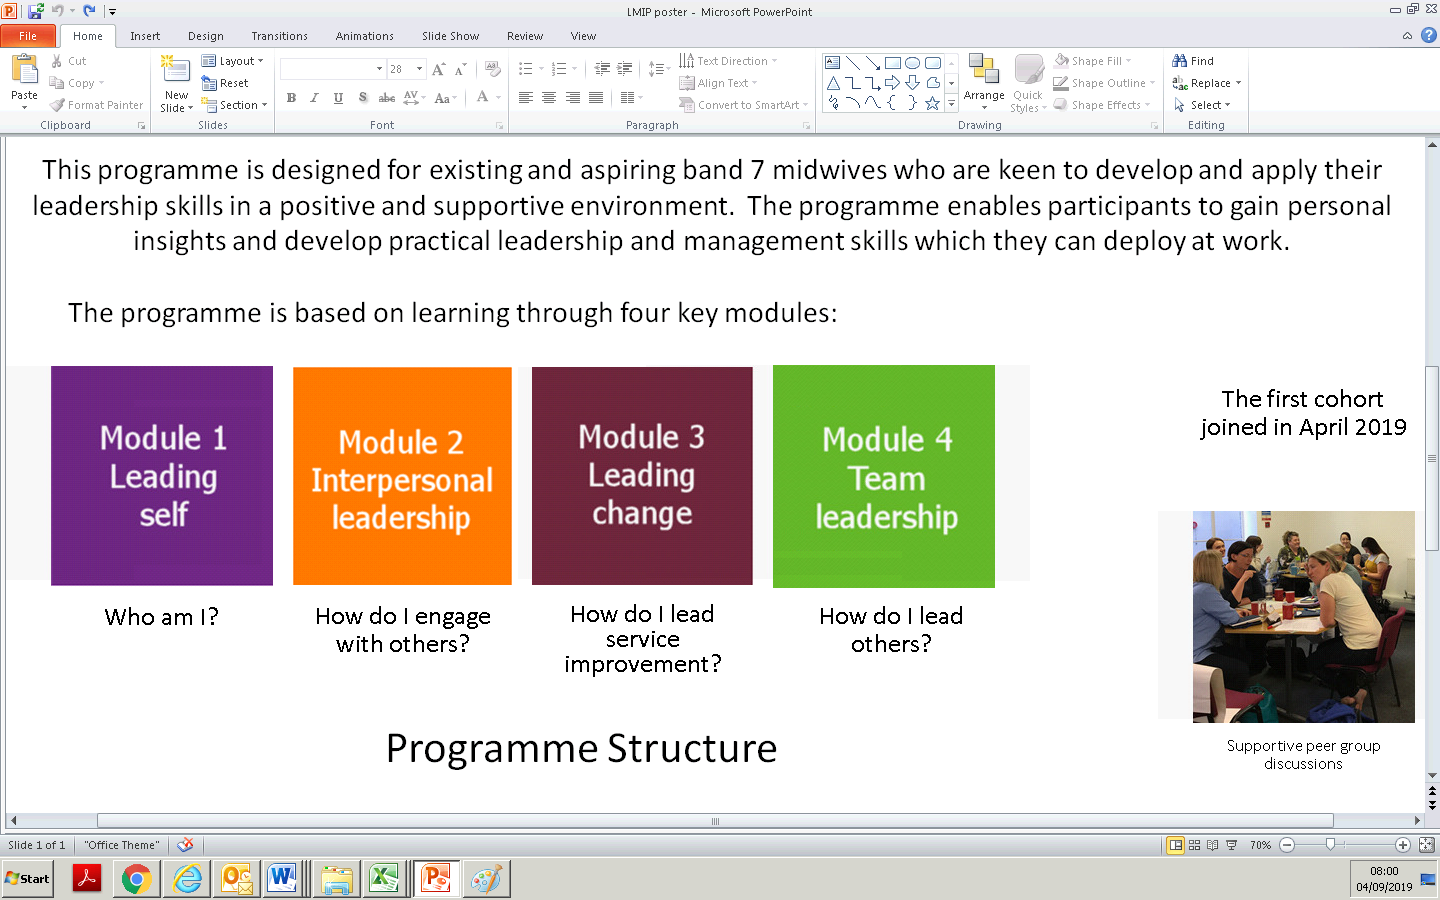 LMIP poster - Microsoft PowerPoint
File Home Insert Design Transitions Animations Slide Show Review View
Paste
Cut
Copy
Format Painter
Clipboard
New
Slide
Layout
Reset
Section
Slides
28
B I U S abc AV Aa A
Font
Text Direction
Align Text
Convert to SmartArt
Paragraph
Arrange
Quick
Styles
Shape Fill
Shape Outline
Shape Effects
Drawing
Find
Replace
Select
Editing
This programme is designed for existing and aspiring band 7 midwives who are keen to develop and apply their
leadership skills in a positive and supportive environment. The programme enables participants to gain personal
insights and develop practical leadership and management skills which they can deploy at work.
The programme is based on learning through four key modules:
Module 1
Leading
self
Module 2
Interpersonal
leadership
Module 3
Leading
change
Module 4
Team
leadership
The first cohort
joined in April 2019
Who am I?
How do I engage
with others?
How do I lead
service
improvement?
How do I lead
others?
Programme Structure
Supportive peer group
discussions
Slide 1 of 1 "Office Theme" 70%
Start
08:00
04/09/2019